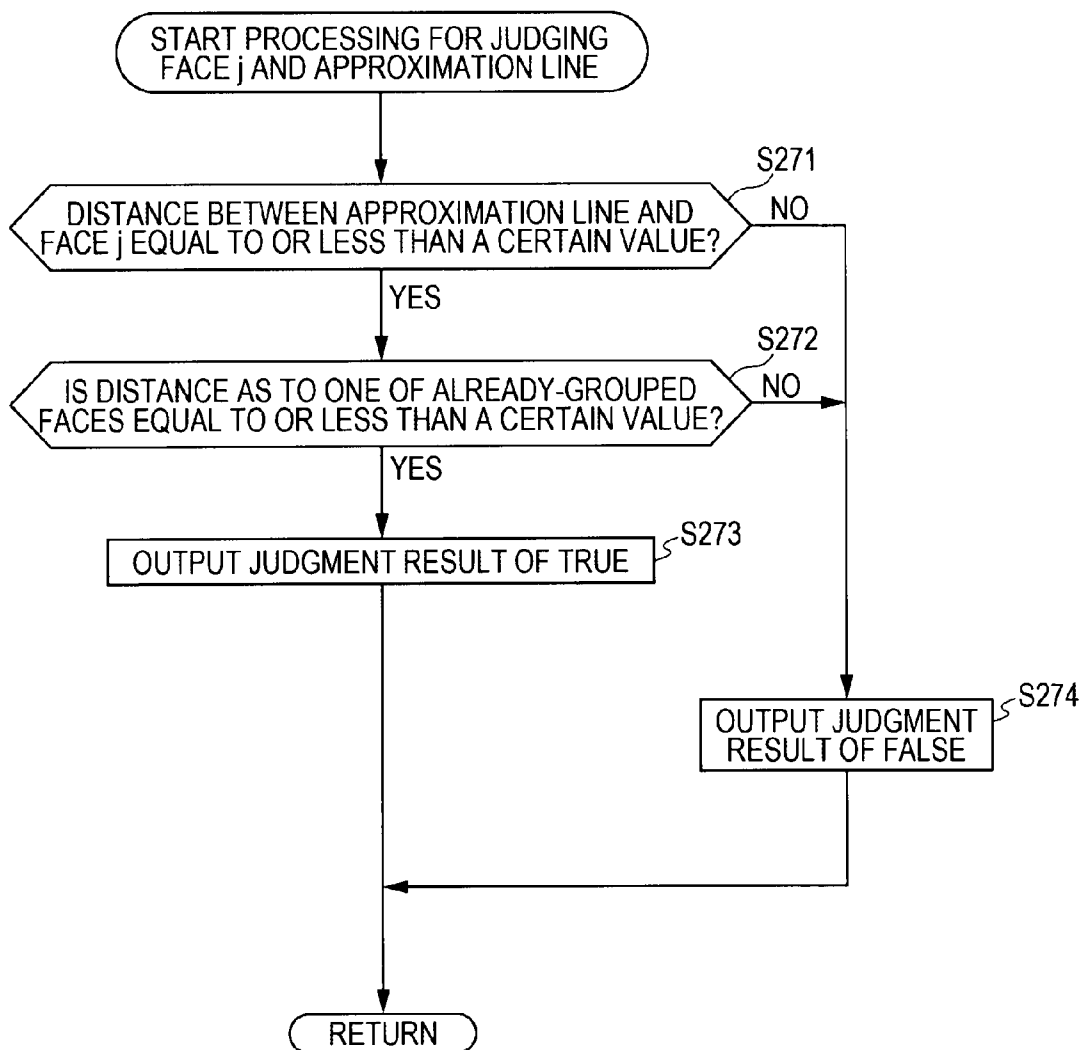 START PROCESSING FOR JUDGING
FACE j AND APPROXIMATION LINE
S271
DISTANCE BETWEEN APPROXIMATION LINE AND
FACE j EQUAL TO OR LESS THAN A CERTAIN VALUE?
NO
YES
S272
IS DISTANCE AS TO ONE OF ALREADY-GROUPED
FACES EQUAL TO OR LESS THAN A CERTAIN VALUE?
NO
YES
S273
OUTPUT JUDGMENT RESULT OF TRUE
S274
OUTPUT JUDGMENT
RESULT OF FALSE
RETURN